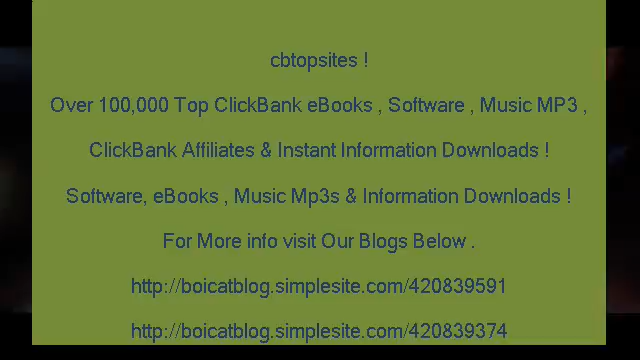 cbtopsites !
Over 100,000 Top ClickBank eBooks , Software , Music MP3 ,
ClickBank Affiliates & Instant Information Downloads !
Software, eBooks , Music Mp3s & Information Downloads !
For More info visit Our Blogs Below .
http://boicatblog.simplesite.com/420839591
http://boicatblog.simplesite.com/420839374